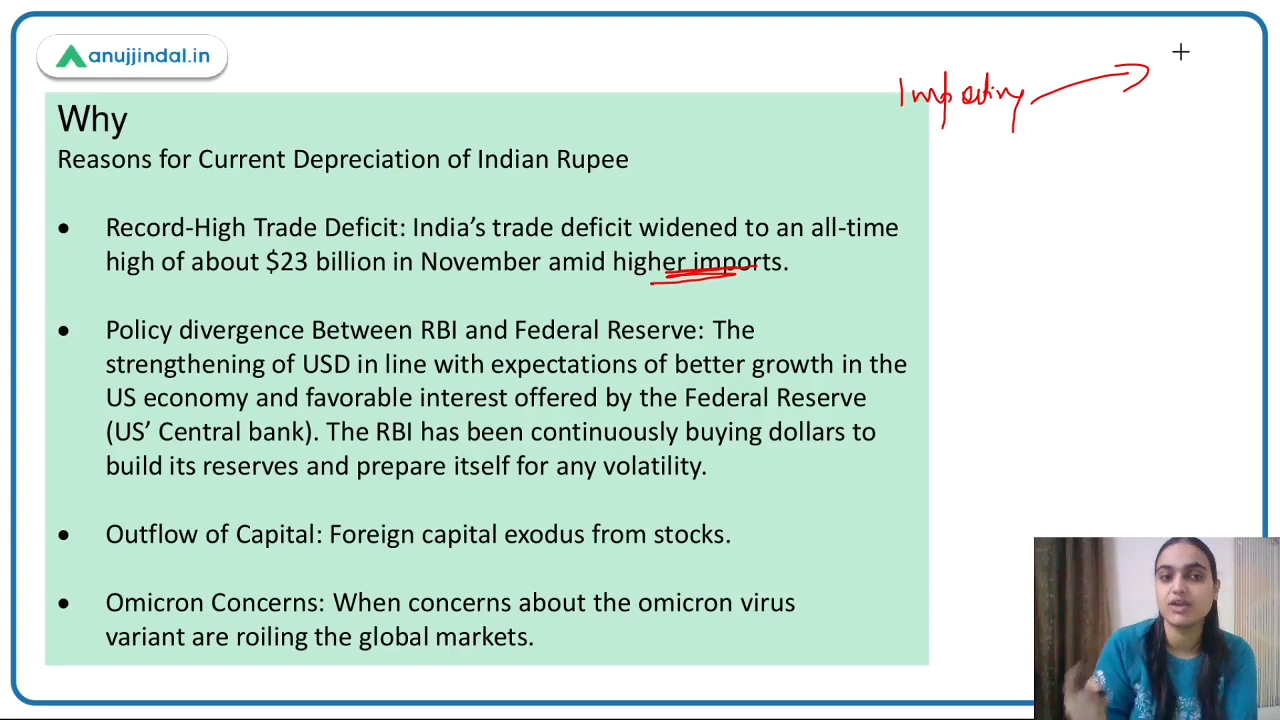 anujjindal.in
Importing
Why
Reasons for Current Depreciation of Indian Rupee
• Record-High Trade Deficit: India’s trade deficit widened to an all-time
high of about $23 billion in November amid higher imports.
• Policy divergence Between RBI and Federal Reserve: The
strengthening of USD in line with expectations of better growth in the
US economy and favorable interest offered by the Federal Reserve
(US’ Central bank). The RBI has been continuously buying dollars to
build its reserves and prepare itself for any volatility.
• Outflow of Capital: Foreign capital exodus from stocks.
• Omicron Concerns: When concerns about the omicron virus
variant are roiling the global markets.